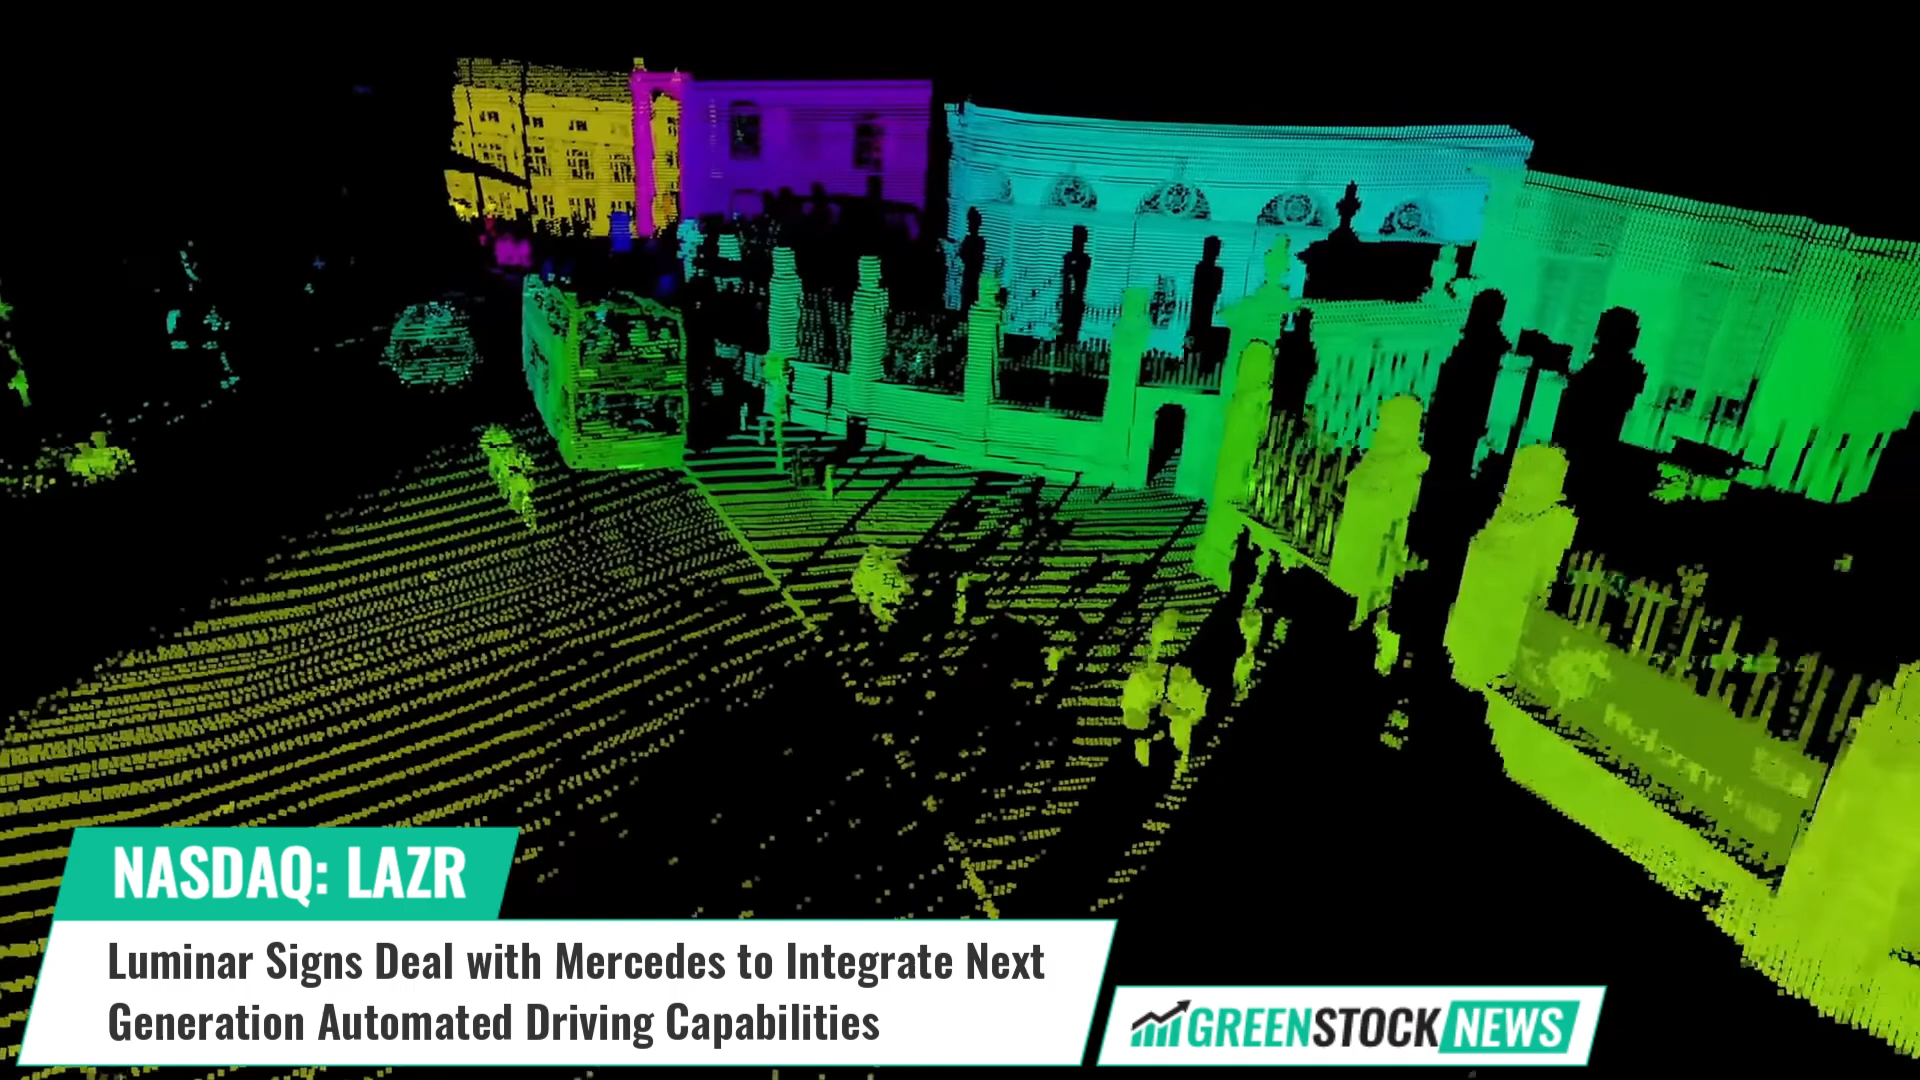 NASDAQ: LAZR
Luminar Signs Deal with Mercedes to Integrate Next
Generation Automated Driving Capabilities
GREENSTOCK NEWS